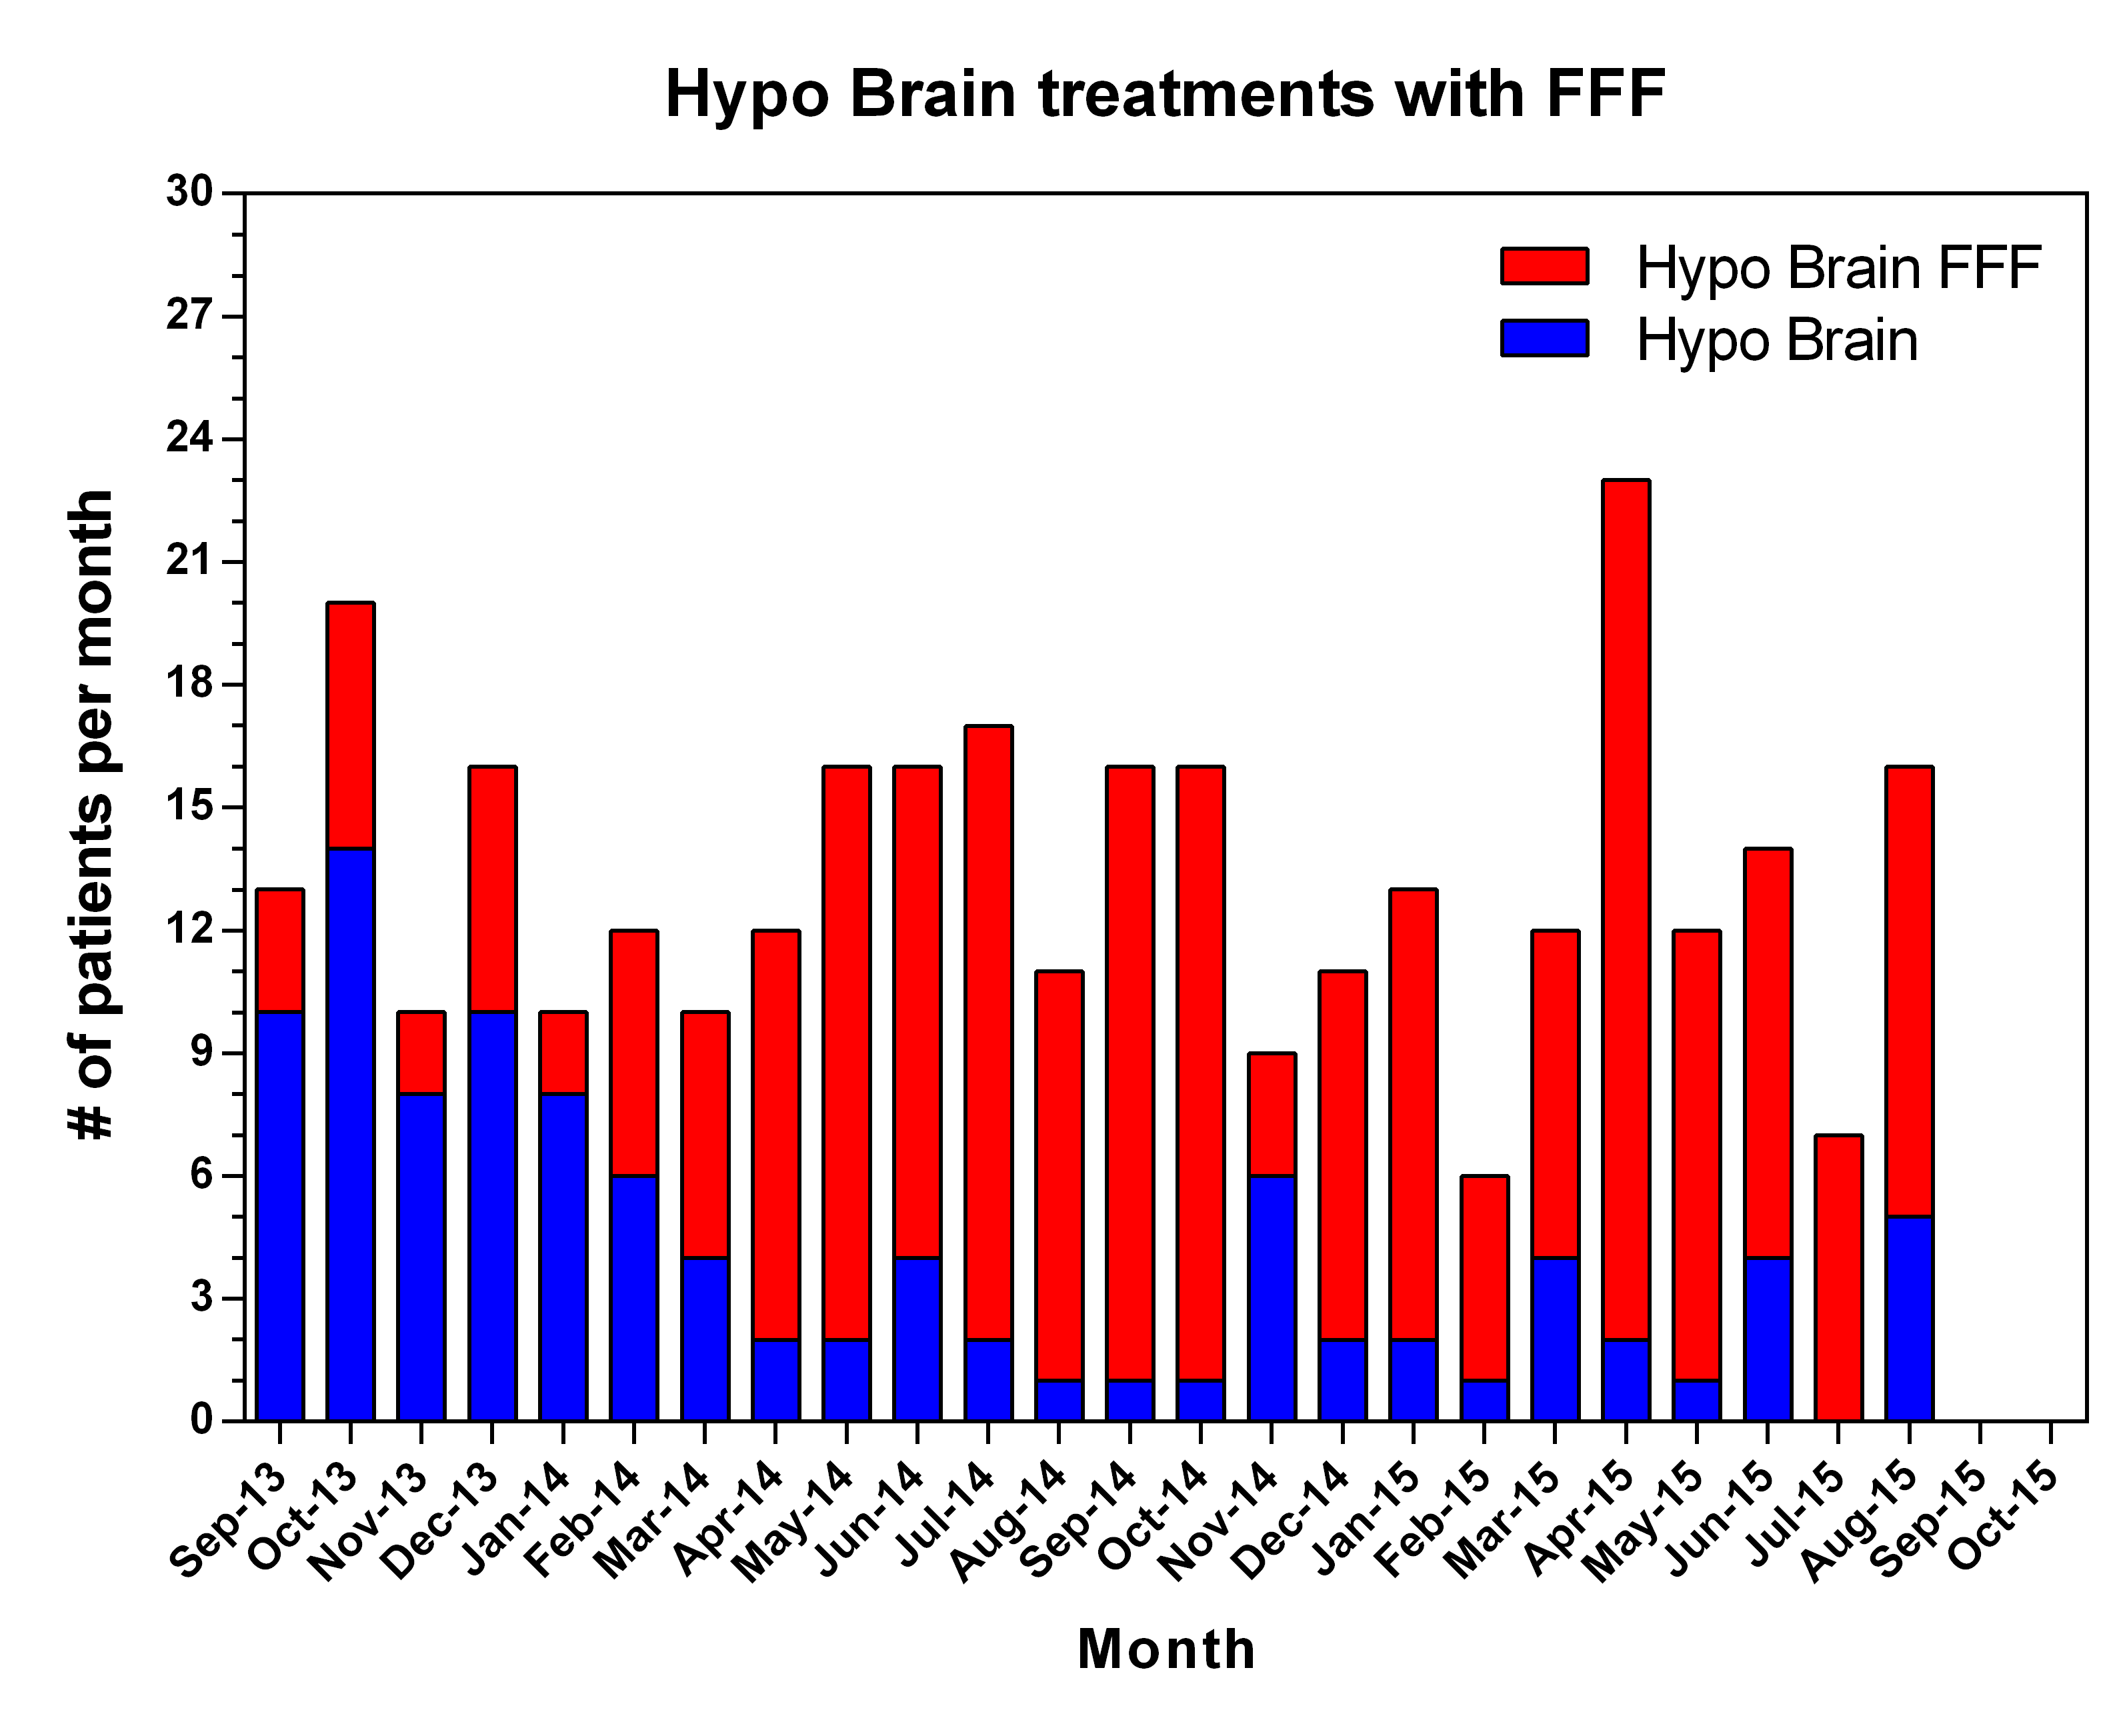 Hypo Brain treatments with FFF
30
27
24
21
18
15
12
9
6
3
0
# of patients per month
Hypo Brain FFF
Hypo Brain
Sep-13
Oct-13
Nov-13
Dec-13
Jan-14
Feb-14
Mar-14
Apr-14
May-14
Jun-14
Jul-14
Aug-14
Sep-14
Oct-14
Nov-14
Dec-14
Jan-15
Feb-15
Mar-15
Apr-15
May-15
Jun-15
Jul-15
Aug-15
Sep-15
Oct-15
Month